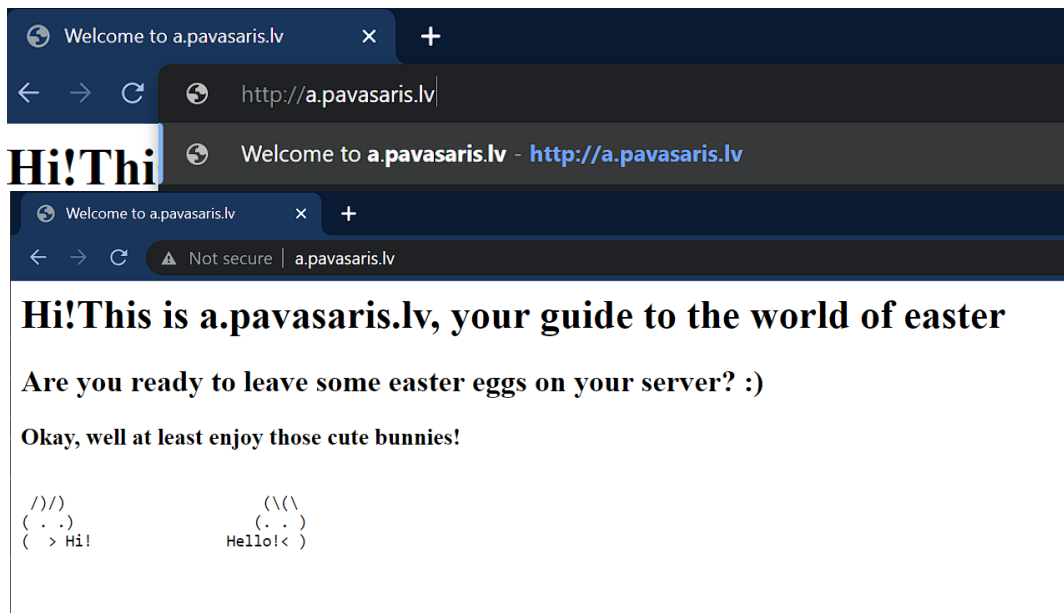 Welcome to a.pavasaris.lv
http://a.pavasaris.lv
Welcome to a.pavasaris.lv - http://a.pavasaris.lv
Hi!Thi
Welcome to a.pavasaris.lv
Not secure | a.pavasaris.lv
Hi!This is a.pavasaris.lv, your guide to the world of easter
Are you ready to leave some easter eggs on your server? :)
Okay, well at least enjoy those cute bunnies!
 /)/)                      (\(\
( . .)                    (. . )
(  > Hi!               Hello!< )